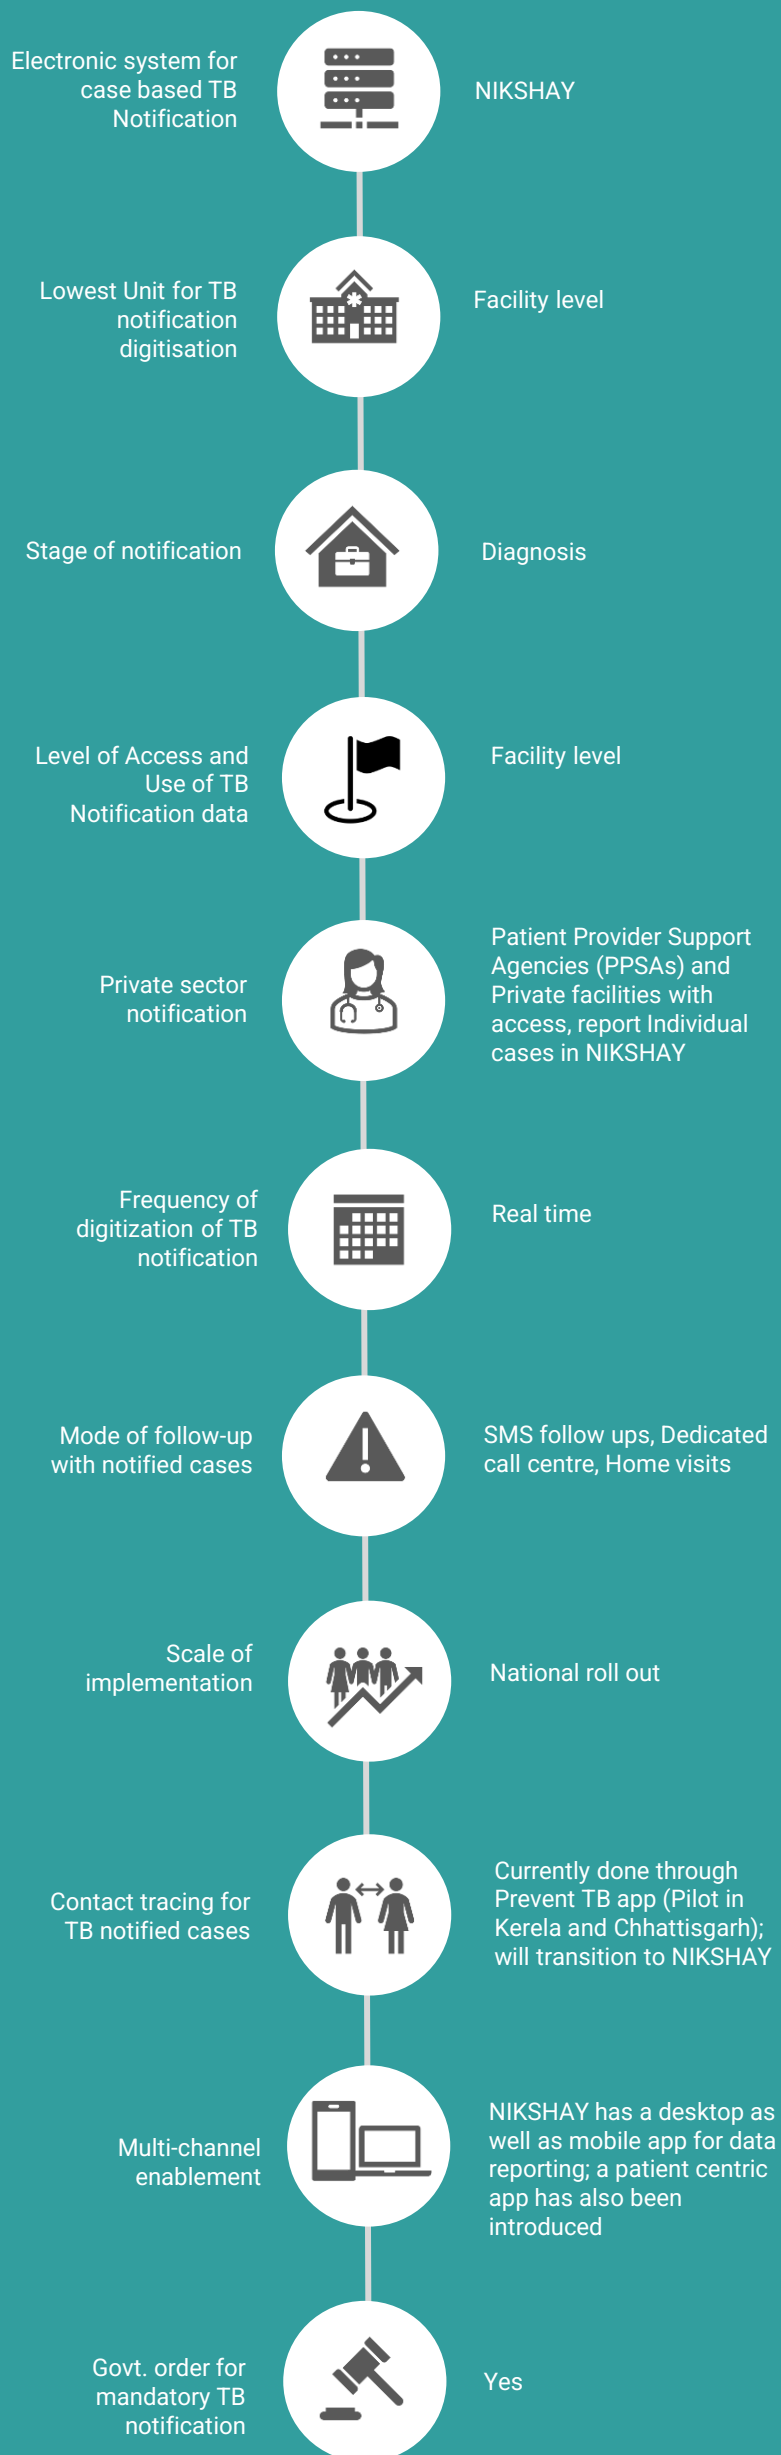 Electronic system for
case based TB
Notification
NIKSHAY
Lowest Unit for TB
notification
digitisation
Facility level
Stage of notification
Diagnosis
Level of Access and
Use of TB
Notification data
Facility level
Private sector
notification
Patient Provider Support
Agencies (PPSAs) and
Private facilities with
access, report Individual
cases in NIKSHAY
Frequency of
digitization of TB
notification
Real time
Mode of follow-up
with notified cases
SMS follow ups, Dedicated
call centre, Home visits
Scale of
implementation
National roll out
Contact tracing for
TB notified cases
Currently done through
Prevent TB app (Pilot in
Kerela and Chhattisgarh);
will transition to NIKSHAY
Multi-channel
enablement
NIKSHAY has a desktop as
well as mobile app for data
reporting; a patient centric
app has also been
introduced
Govt. order for
mandatory TB
notification
Yes